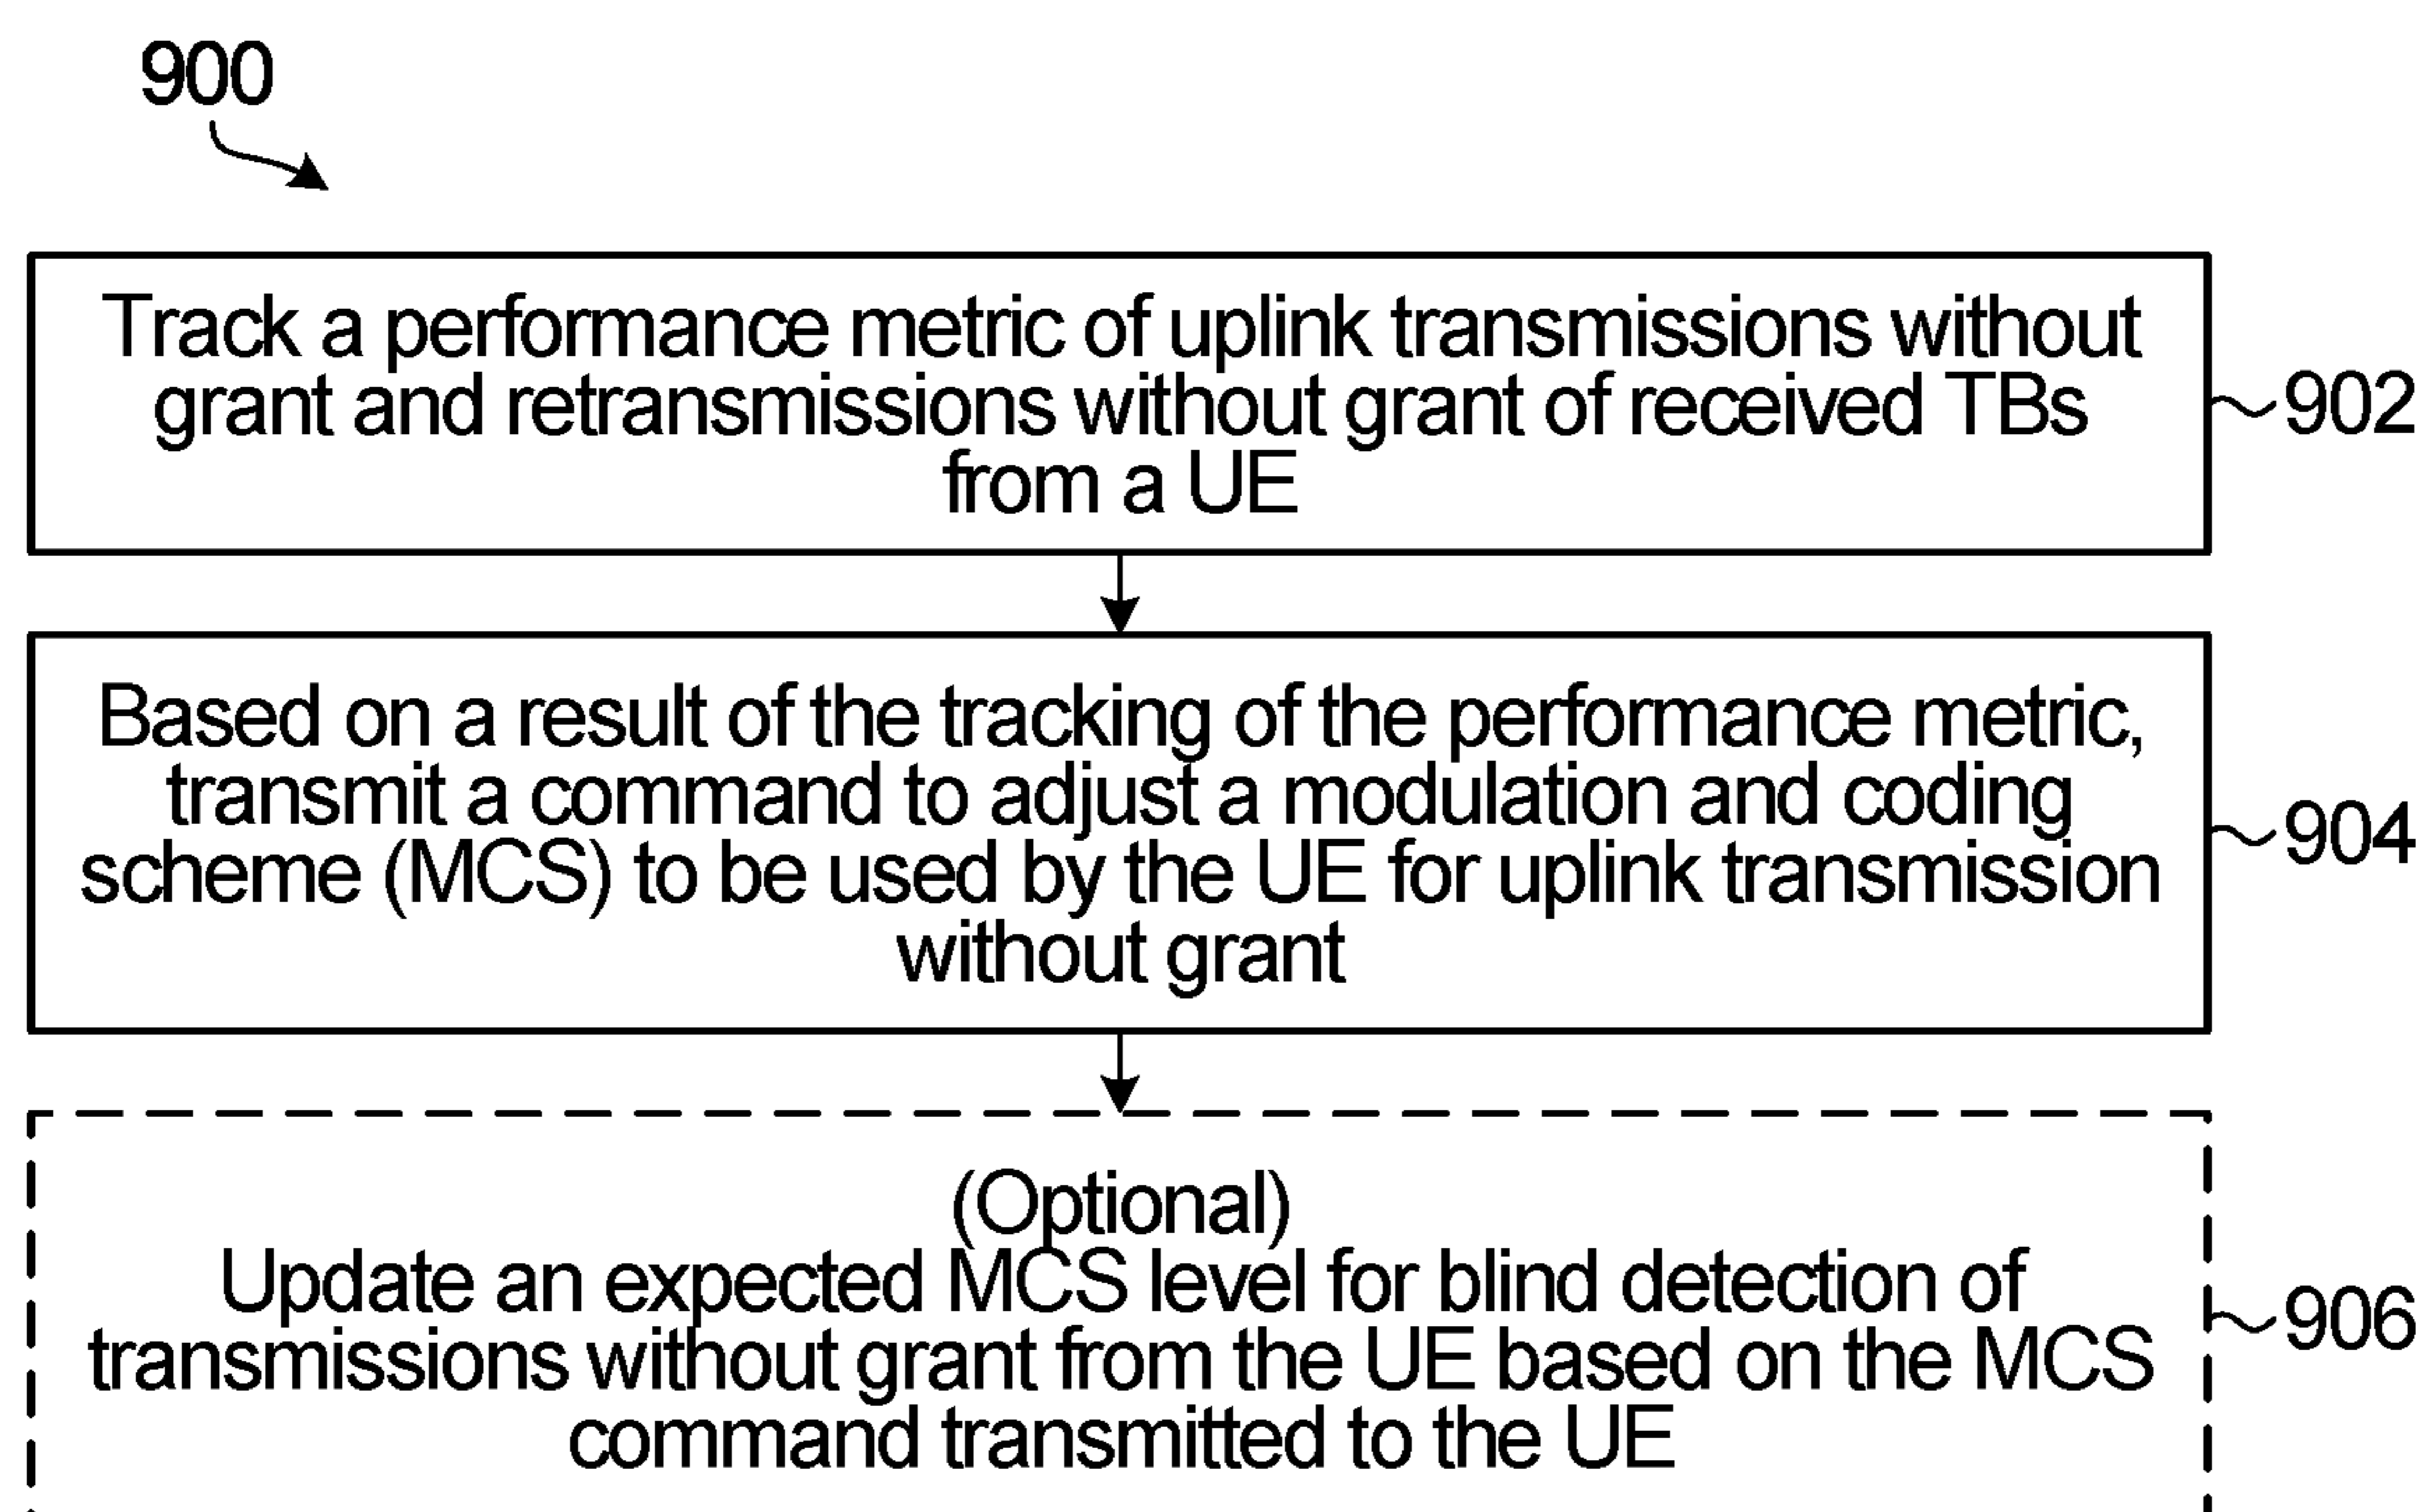 900
Track a performance metric of uplink transmissions without
grant and retransmissions without grant of received TBs
from a UE
902
Based on a result of the tracking of the performance metric,
transmit a command to adjust a modulation and coding
scheme (MCS) to be used by the UE for uplink transmission
without grant
904
(Optional)
Update an expected MCS level for blind detection of
transmissions without grant from the UE based on the MCS
command transmitted to the UE
906